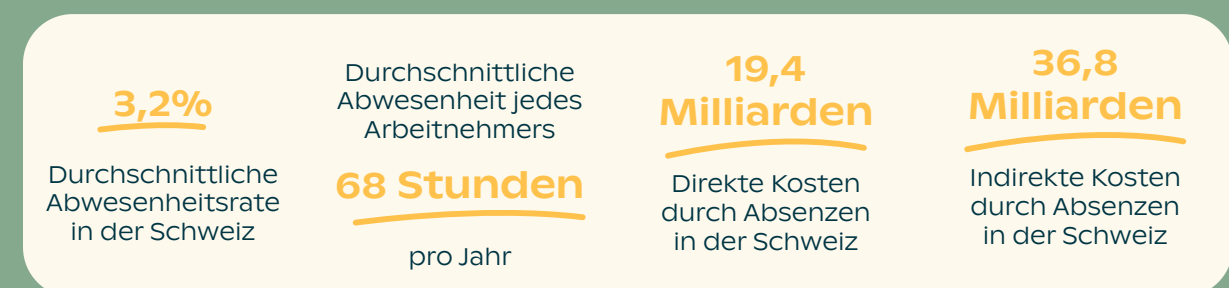 3,2%
Durchschnittliche
Abwesenheitsrate
in der Schweiz
Durchschnittliche
Abwesenheit jedes
Arbeitnehmers
68 Stunden
pro Jahr
19,4
Milliarden
Direkte Kosten
durch Absenzen
in der Schweiz
36,8
Milliarden
Indirekte Kosten
durch Absenzen
in der Schweiz